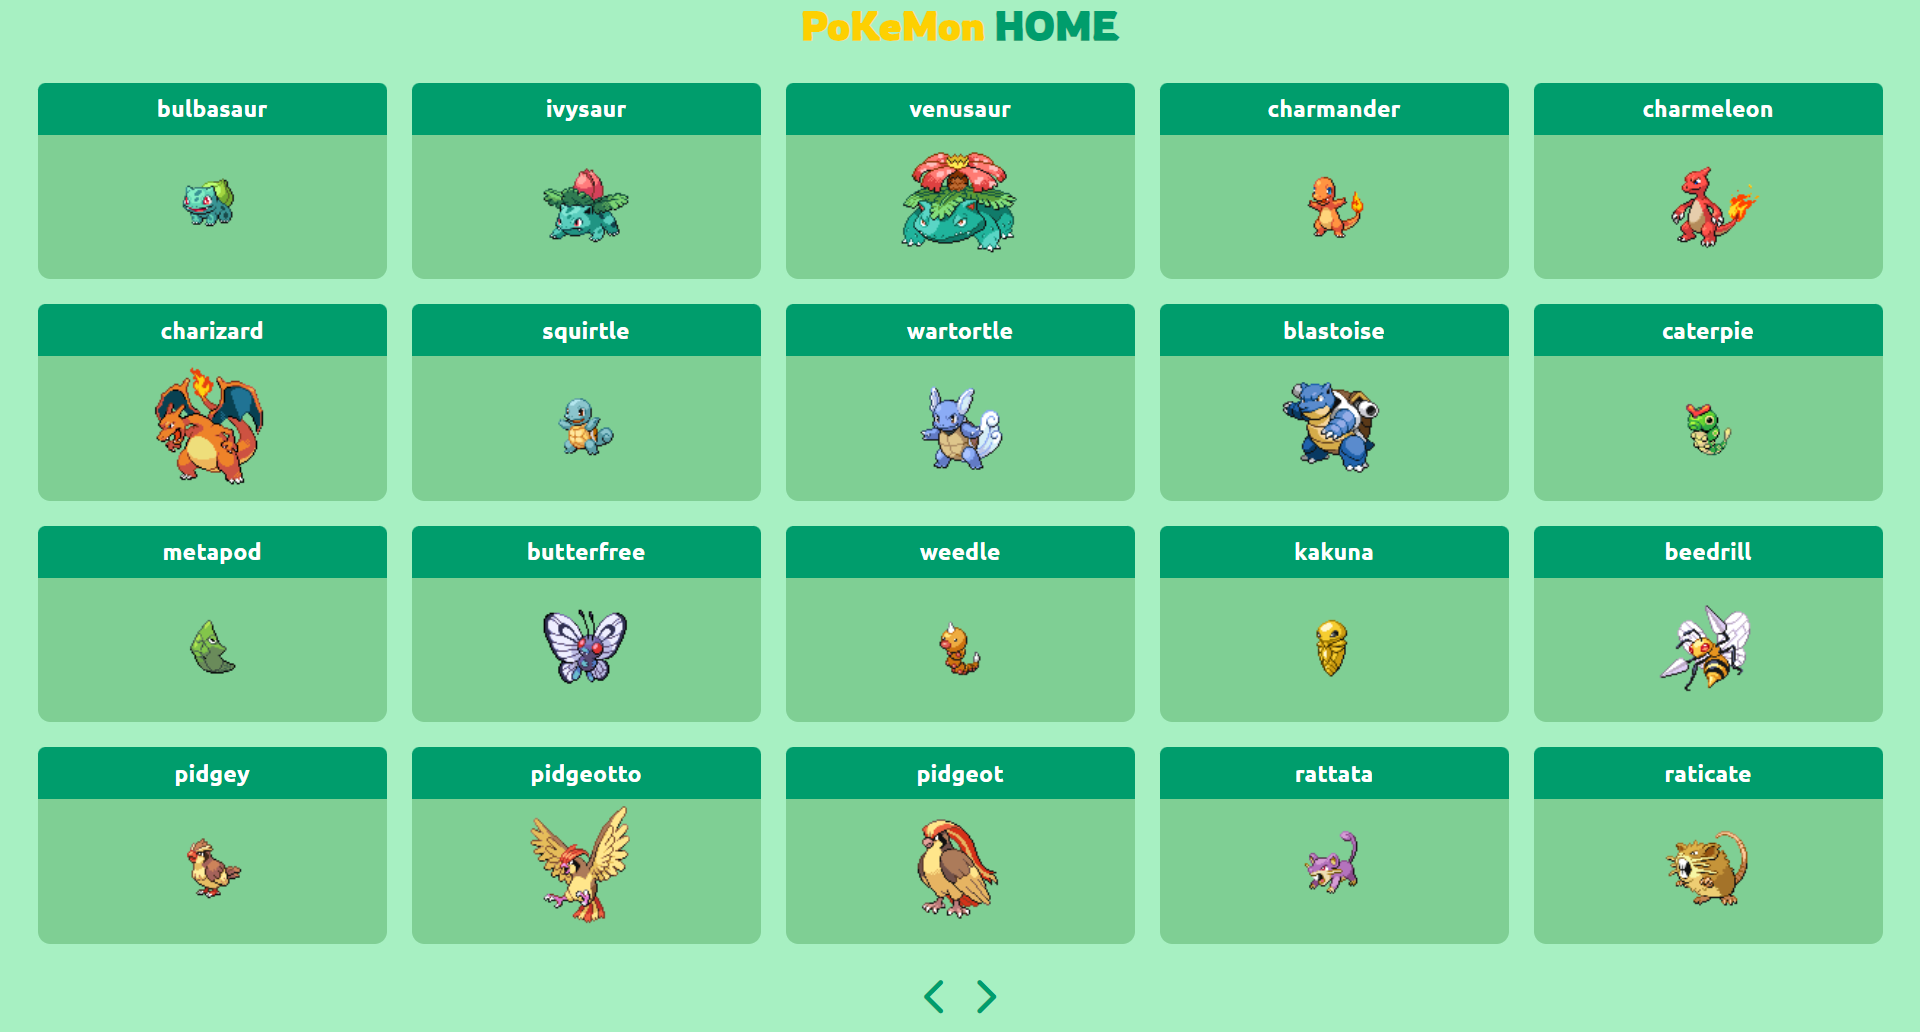 PoKeMon HOME
bulbasaur
ivysaur
venusaur
charmander
charmeleon
charizard
squirtle
wartortle
blastoise
caterpie
metapod
butterfree
weedle
kakuna
beedrill
pidgey
pidgeotto
pidgeot
rattata
raticate